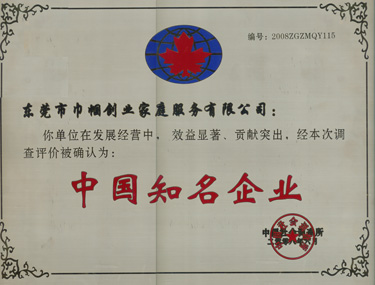 编号：2008ZGZMQY115
东莞市巾帼创业家庭服务有限公司：
你单位在发展经营中，效益显著、贡献突出，经本次调
查评价被确认为：
中国知名企业